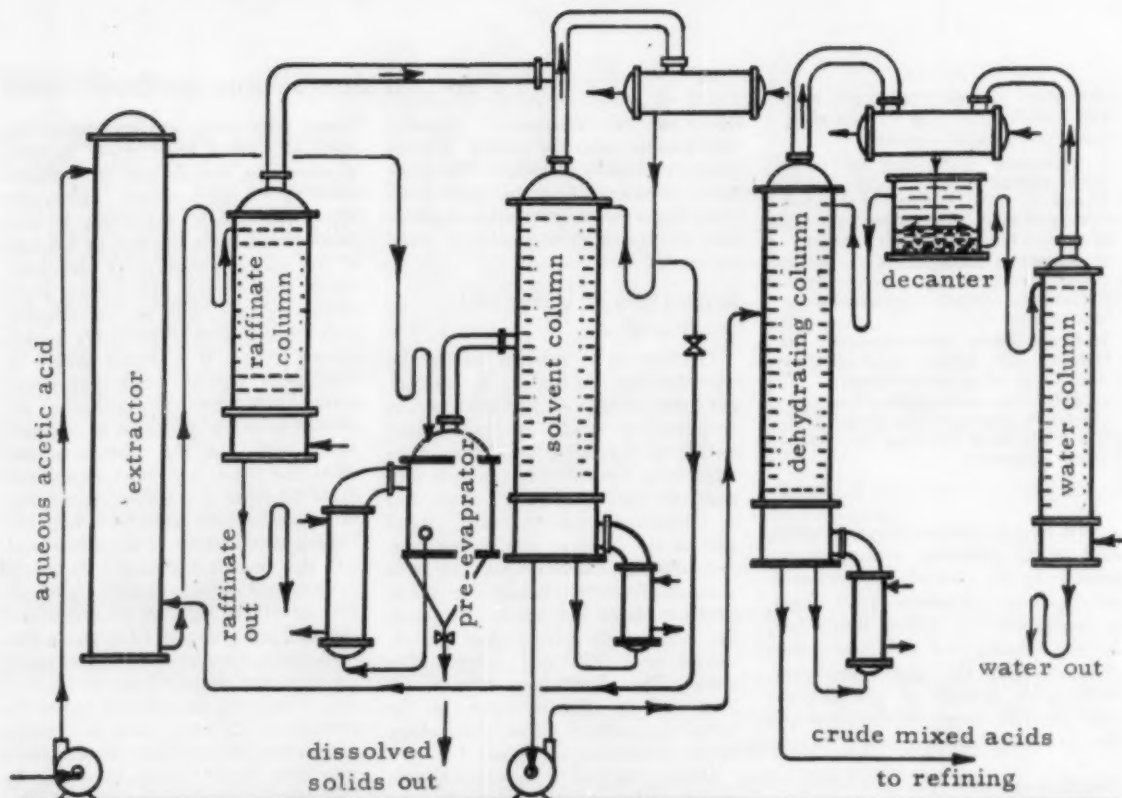 aqueous acetic acid
extractor
raffinate
column
raffinate
out
pre-evaprator
solvent column
dehydrating column
decanter
water column
water out
dissolved
solids out
crude mixed acids
to refining